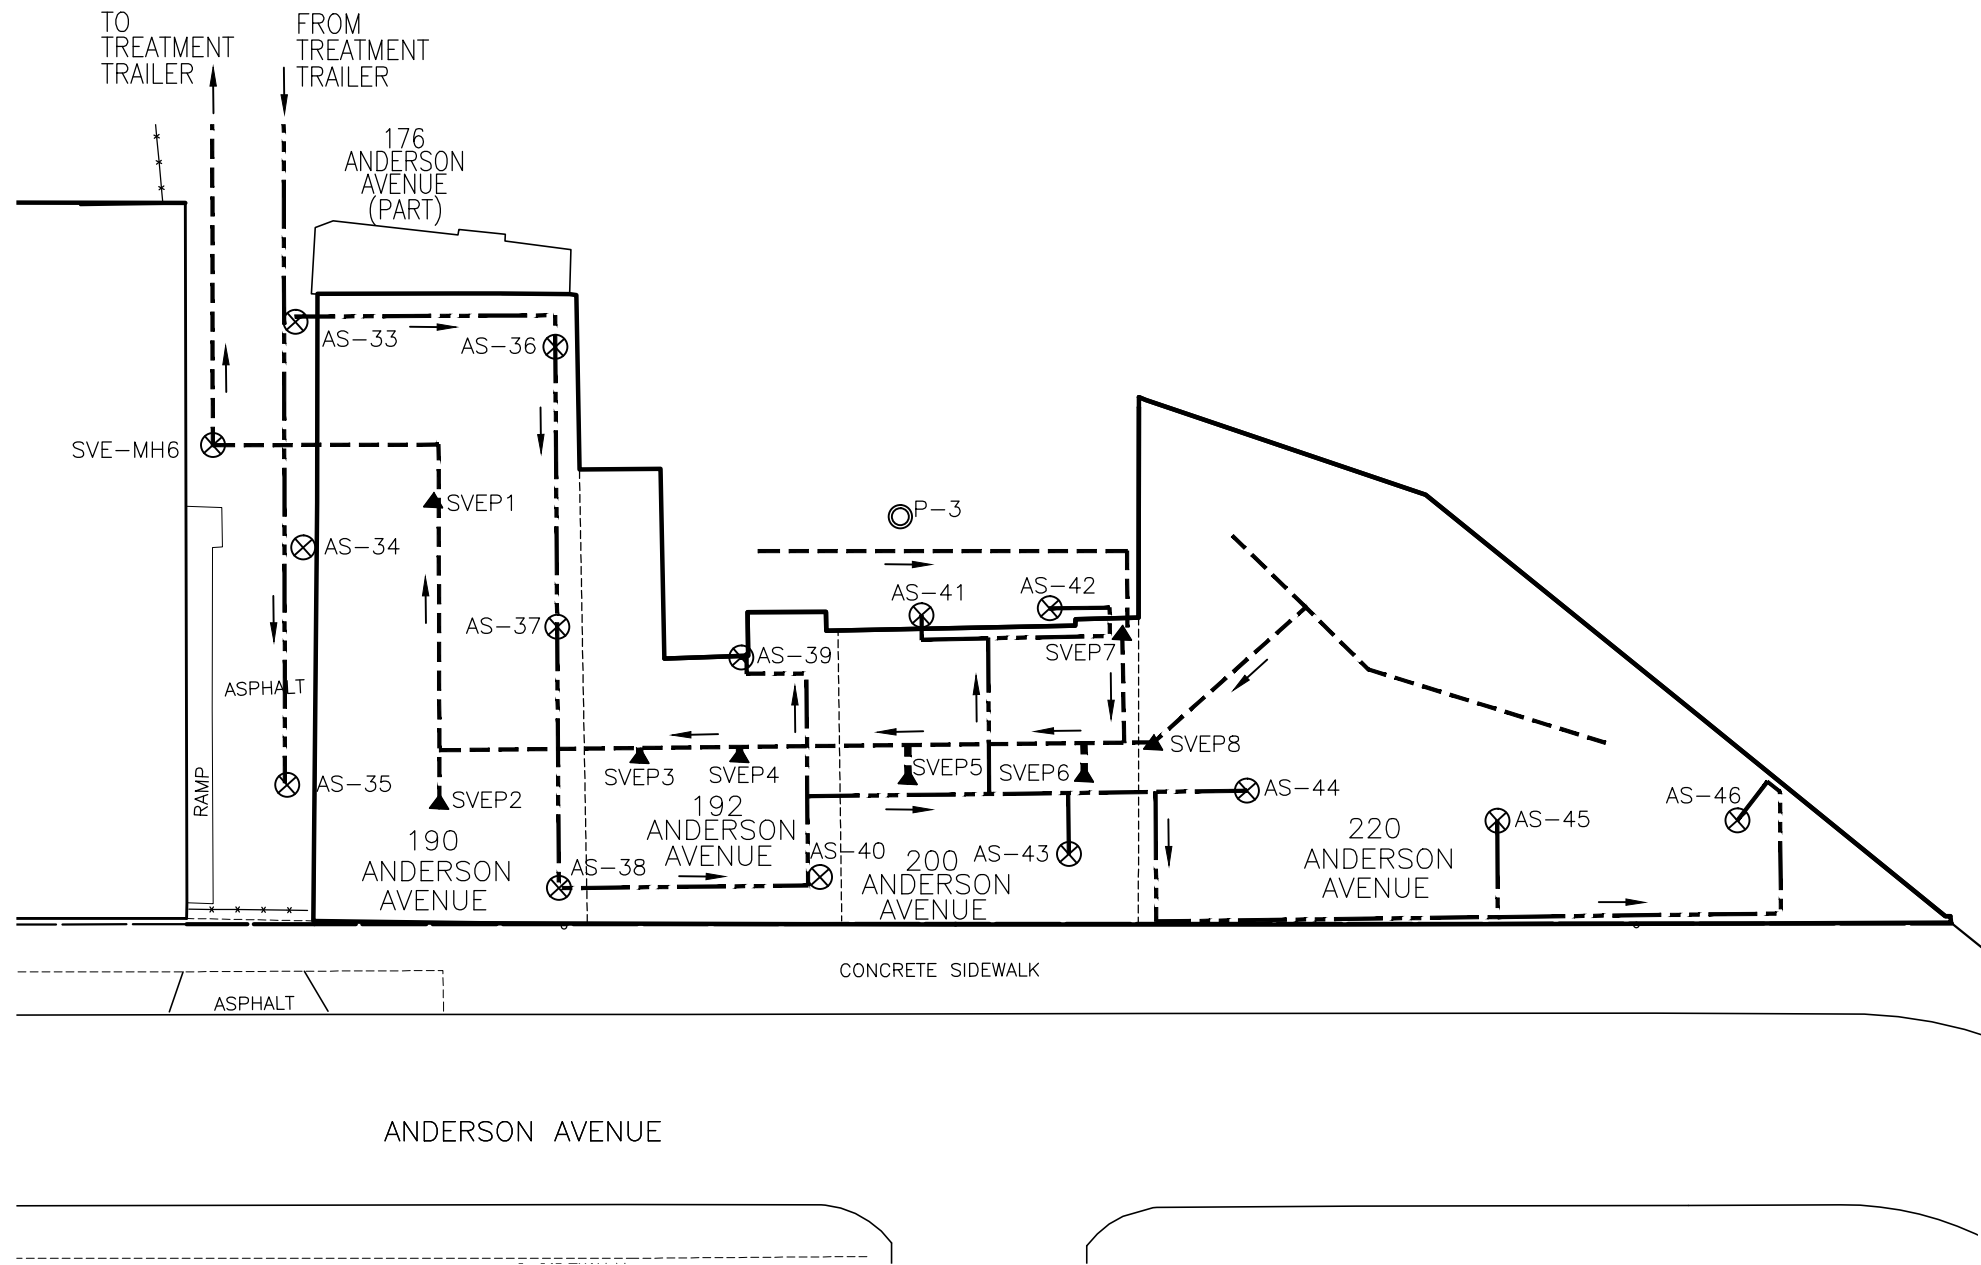 TO
TREATMENT
TRAILER
FROM
TREATMENT
TRAILER
176
ANDERSON
AVENUE
(PART)
AS-33
AS-36
SVE-MH6
SVEP1
P-3
AS-34
AS-41
AS-42
AS-37
SVEP7
AS-39
ASPHALT
SVEP8
SVEP3
SVEP4
SVEP5
SVEP6
RAMP
AS-35
SVEP2
AS-44
AS-46
192
ANDERSON
AVENUE
AS-45
190
ANDERSON
AVENUE
AS-38
AS-40
200
ANDERSON
AVENUE
AS-43
220
ANDERSON
AVENUE
CONCRETE SIDEWALK
ASPHALT
ANDERSON AVENUE